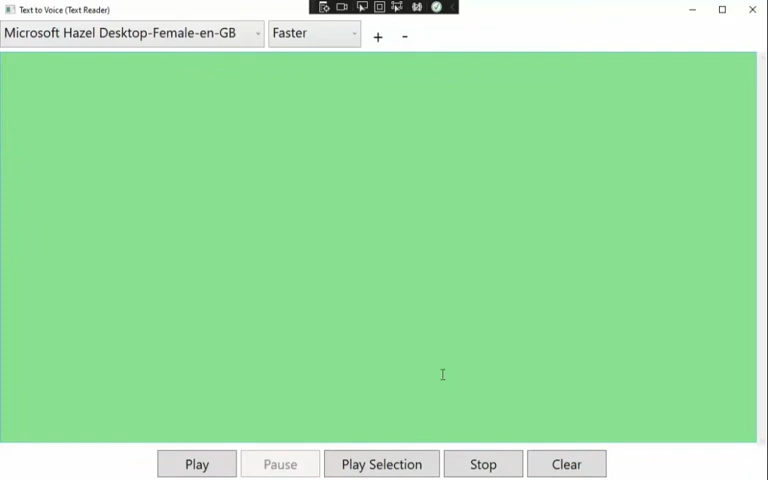 Text to Voice (Text Reader)
Microsoft Hazel Desktop-Female-en-GB
Faster
+
-
Play
Pause
Play Selection
Stop
Clear